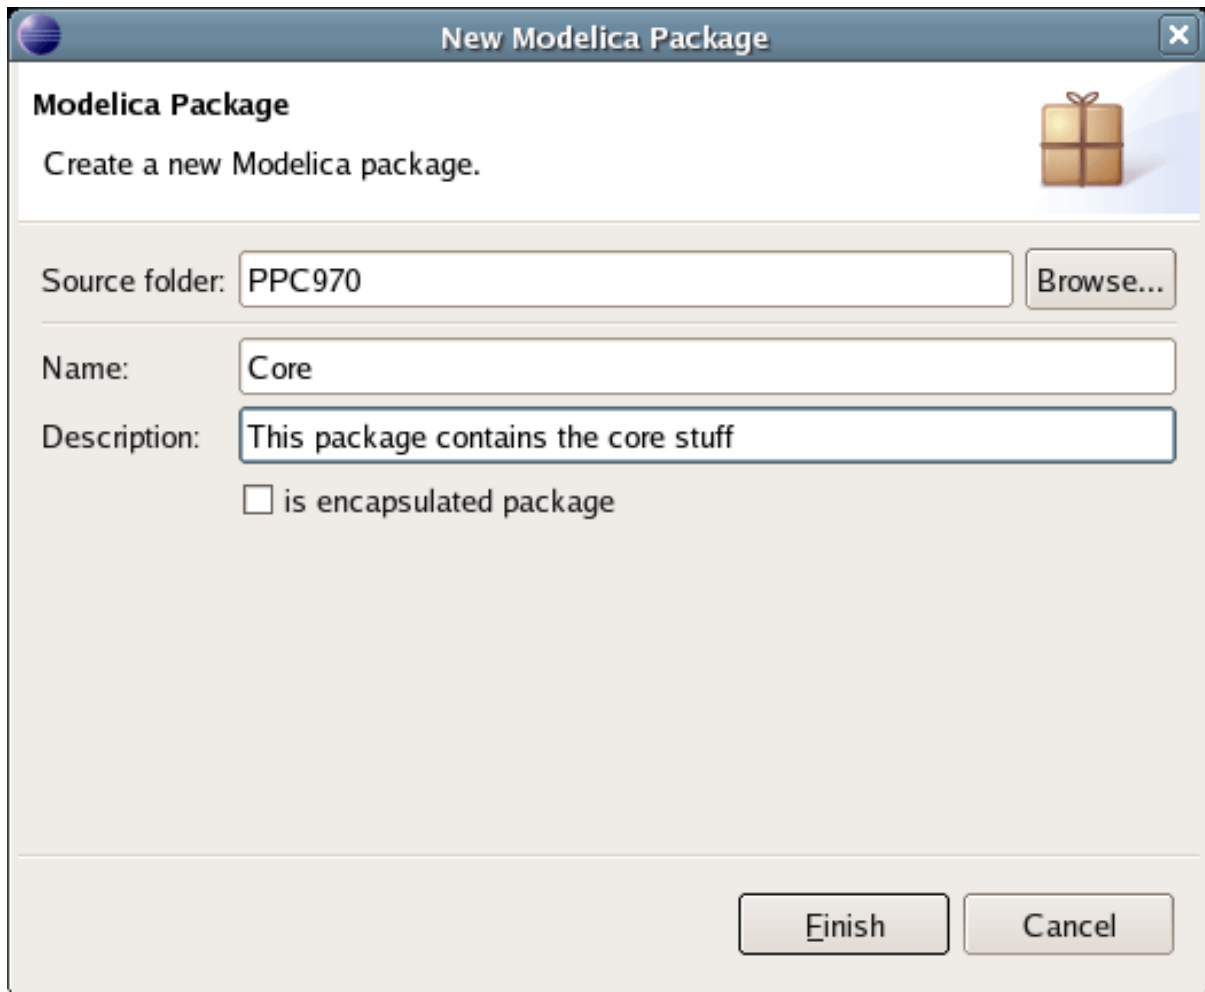 New Modelica Package
Modelica Package
Create a new Modelica package.
Source folder: PPC970 Browse...
Name: Core
Description: This package contains the core stuff
is encapsulated package
Finish Cancel